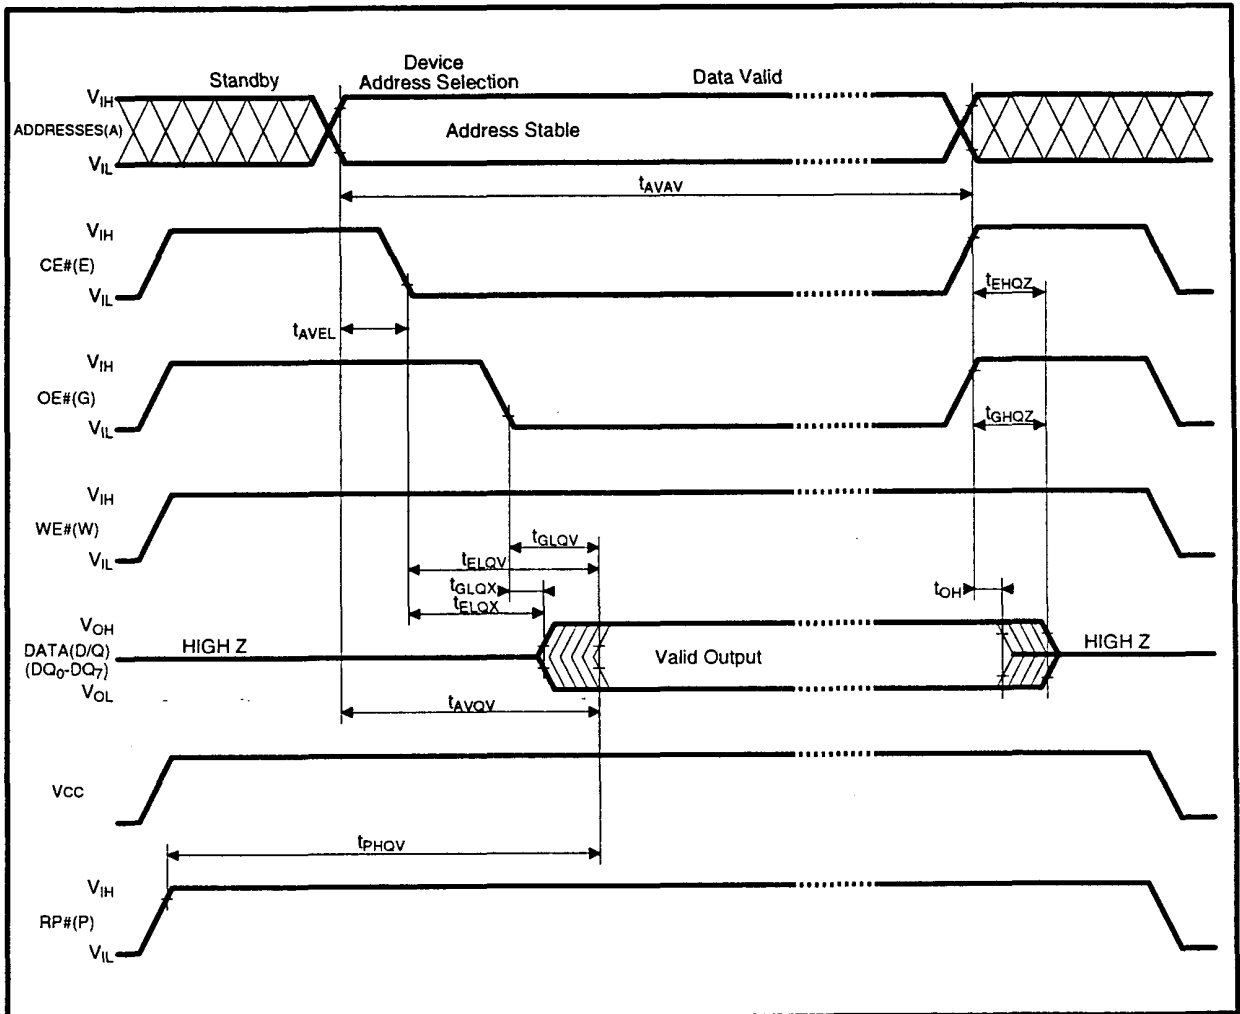 Standby
Device
Address Selection
Data Valid
VIH
ADDRESSES(A)
VIL
Address Stable
tAVAV
VIH
CE#(E)
VIL
tEHQZ
tAVEL
VIH
OE#(G)
VIL
tGHQZ
VIH
WE#(W)
VIL
tGLQV
tELQV
tGLQX
tELQX
tOH
VOH
DATA(D/Q)
(DQ0-DQ7)
VOL
HIGH Z
Valid Output
HIGH Z
tAVQV
VCC
tPHQV
VIH
RP#(P)
VIL